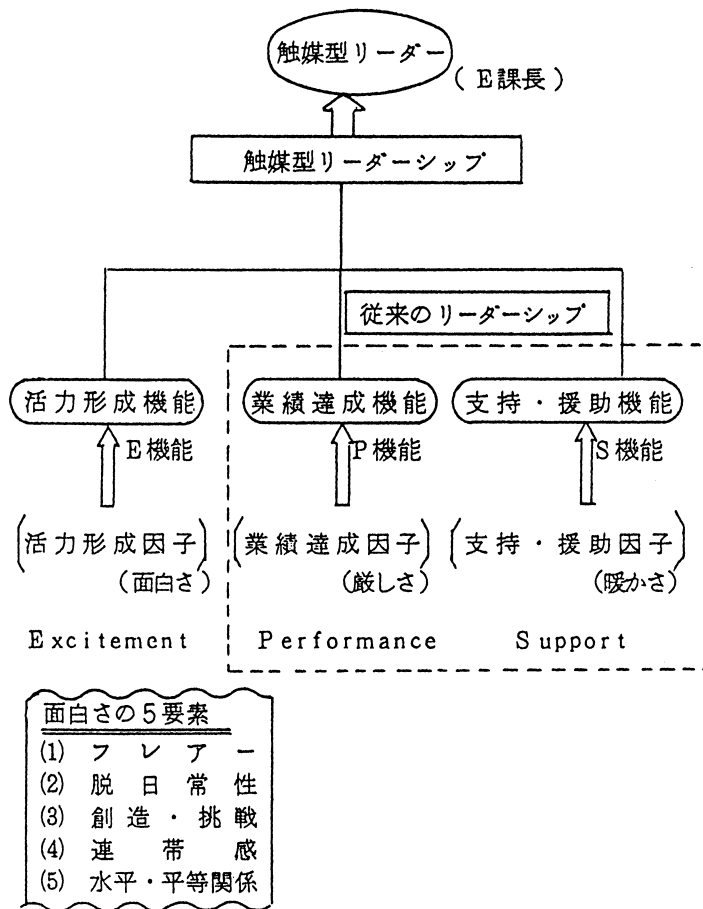 触媒型リーダー
(E課長)
触媒型リーダーシップ
従来のリーダーシップ
活力形成機能 業績達成機能 支持・援助機能
E機能 P機能 S機能
(活力形成因子) (業績達成因子) (支持・援助因子)
(面白さ) (厳しさ) (暖かさ)
Excitement Performance Support
面白さの5要素
(1) フレアー
(2) 脱日常性
(3) 創造・挑戦
(4) 連帯感
(5) 水平・平等関係